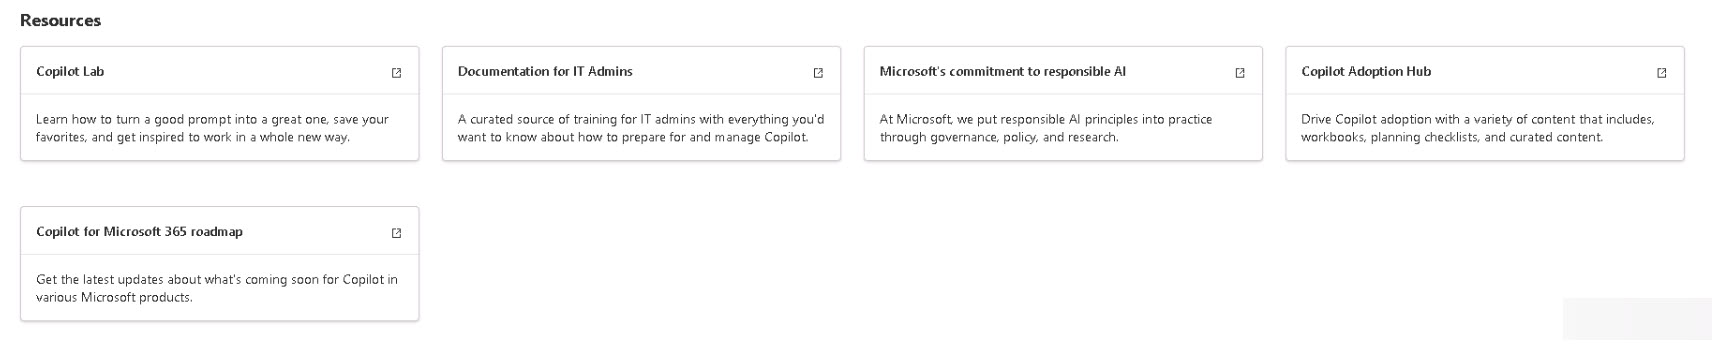 Resources
Copilot Lab
Learn how to turn a good prompt into a great one, save your
favorites, and get inspired to work in a whole new way.
Documentation for IT Admins
A curated source of training for IT admins with everything you'd
want to know about how to prepare for and manage Copilot.
Microsoft's commitment to responsible AI
At Microsoft, we put responsible AI principles into practice
through governance, policy, and research.
Copilot Adoption Hub
Drive Copilot adoption with a variety of content that includes,
workbooks, planning checklists, and curated content.
Copilot for Microsoft 365 roadmap
Get the latest updates about what's coming soon for Copilot in
various Microsoft products.